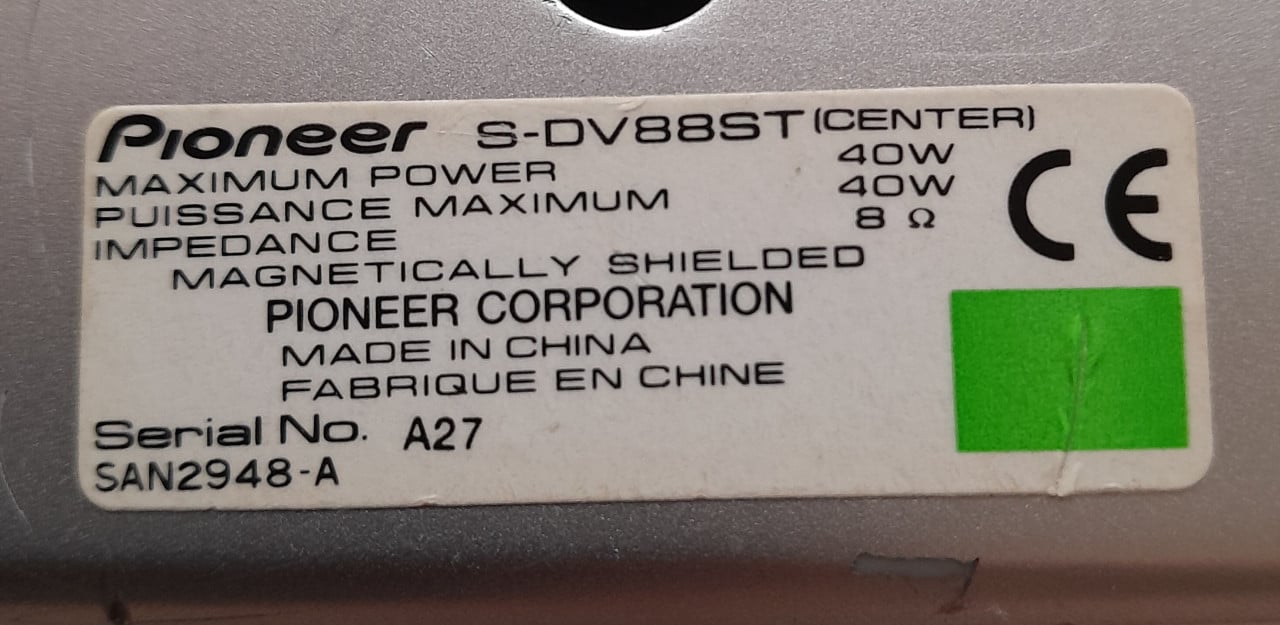 Pioneer S-DV88ST (CENTER)
MAXIMUM POWER 40W
PUISSANCE MAXIMUM 40W
IMPEDANCE 8 Ω
MAGNETICALLY SHIELDED
PIONEER CORPORATION
MADE IN CHINA
FABRIQUE EN CHINE
Serial No. A27
SAN2948-A
CE